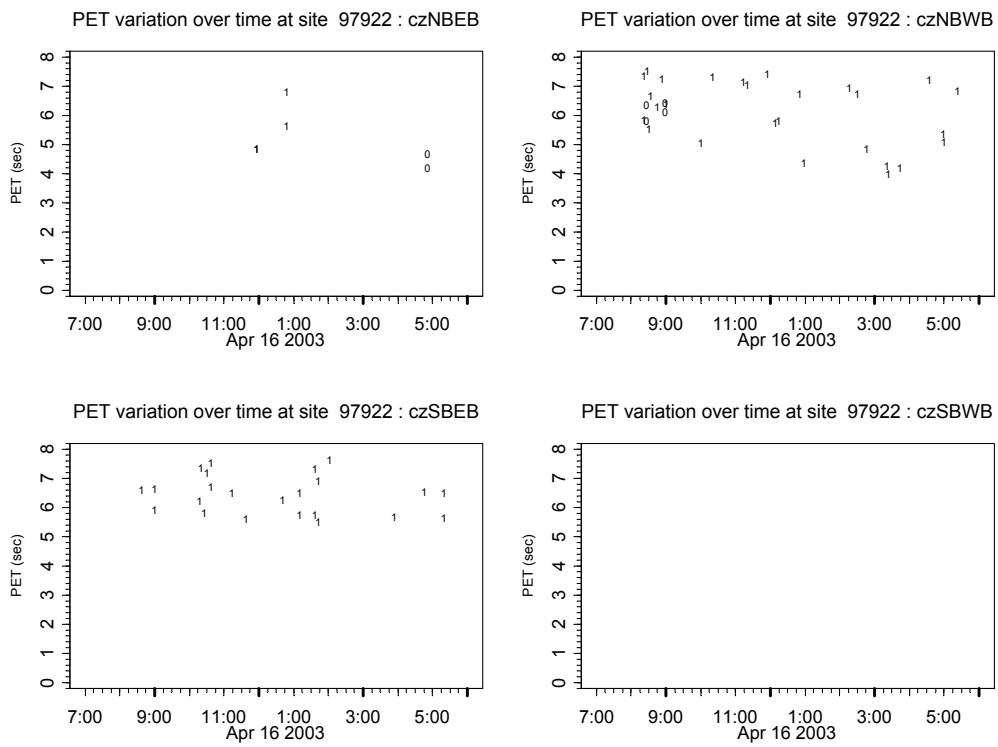 PET variation over time at site 97922 : czNBEB
PET (sec)
8
7
6
5
4
3
2
1
0
7:00 9:00 11:00 1:00 3:00 5:00
Apr 16 2003
PET variation over time at site 97922 : czNBWB
PET (sec)
8
7
6
5
4
3
2
1
0
7:00 9:00 11:00 1:00 3:00 5:00
Apr 16 2003
PET variation over time at site 97922 : czSBEB
PET (sec)
8
7
6
5
4
3
2
1
0
7:00 9:00 11:00 1:00 3:00 5:00
Apr 16 2003
PET variation over time at site 97922 : czSBWB
PET (sec)
8
7
6
5
4
3
2
1
0
7:00 9:00 11:00 1:00 3:00 5:00
Apr 16 2003